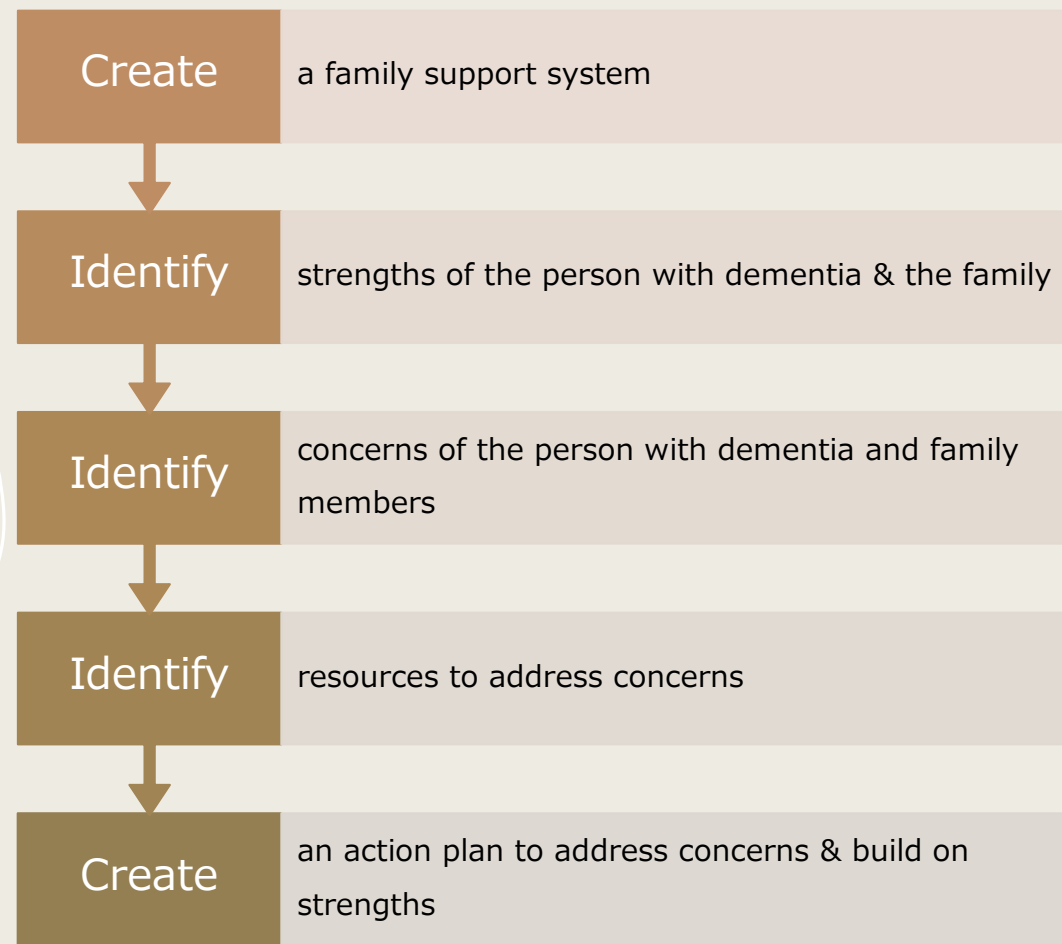 Create
a family support system
Identify
strengths of the person with dementia & the family
Identify
concerns of the person with dementia and family
members
Identify
resources to address concerns
Create
an action plan to address concerns & build on
strengths